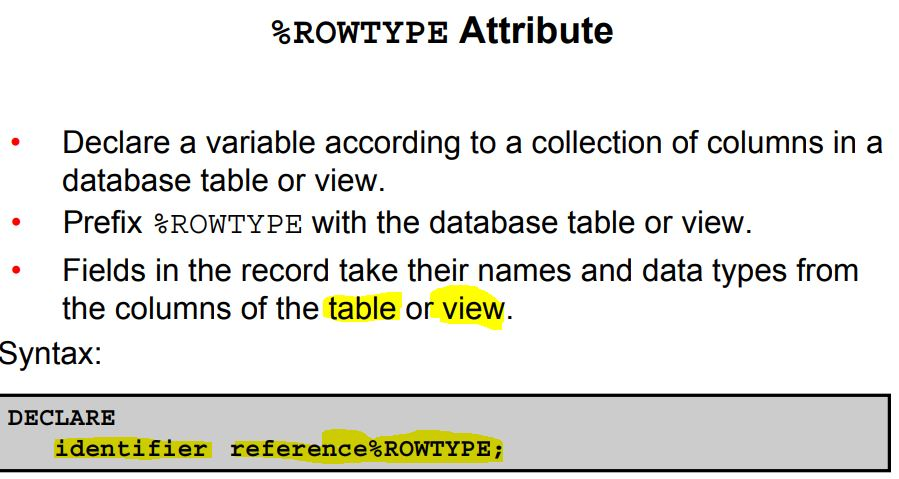 %ROWTYPE Attribute
• Declare a variable according to a collection of columns in a
database table or view.
• Prefix %ROWTYPE with the database table or view.
• Fields in the record take their names and data types from
the columns of the table or view.
Syntax:
DECLARE
identifier reference%ROWTYPE;